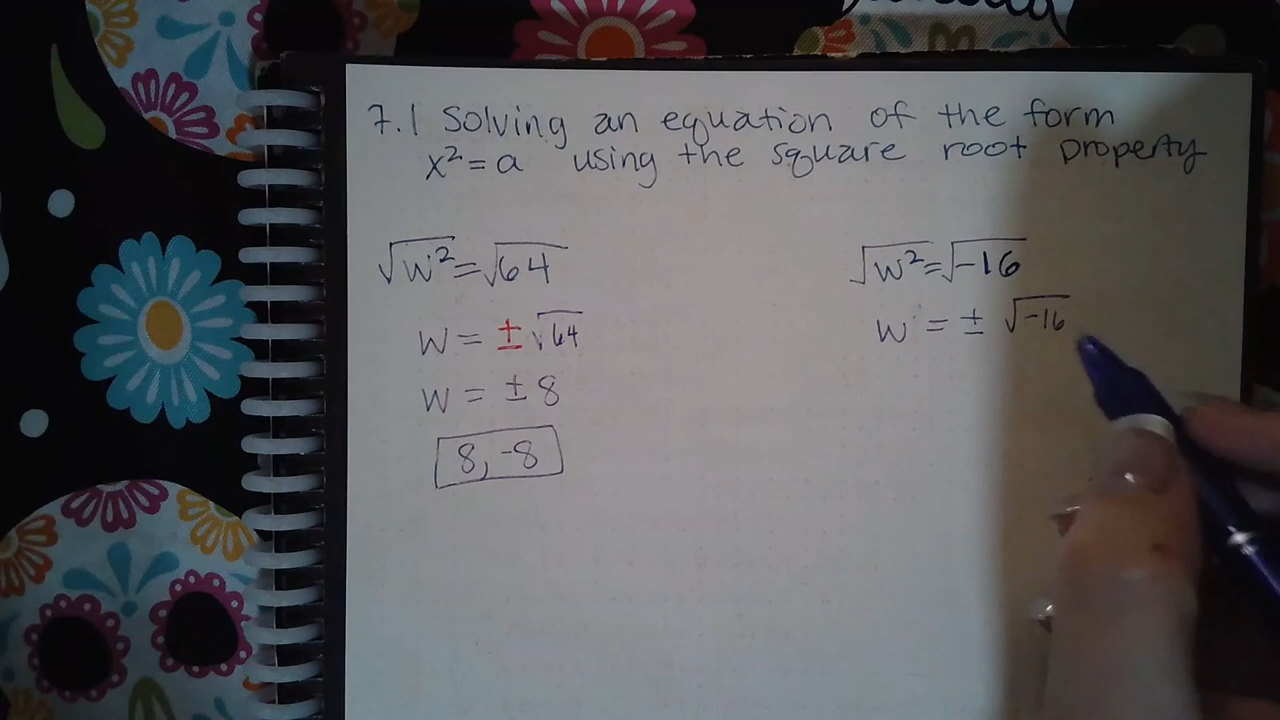 7.1 Solving an equation of the form
x² = a using the square root property
√w² = √64
w = ± √64
w = ± 8
8, -8
√w² = √-16
w = ± √-16